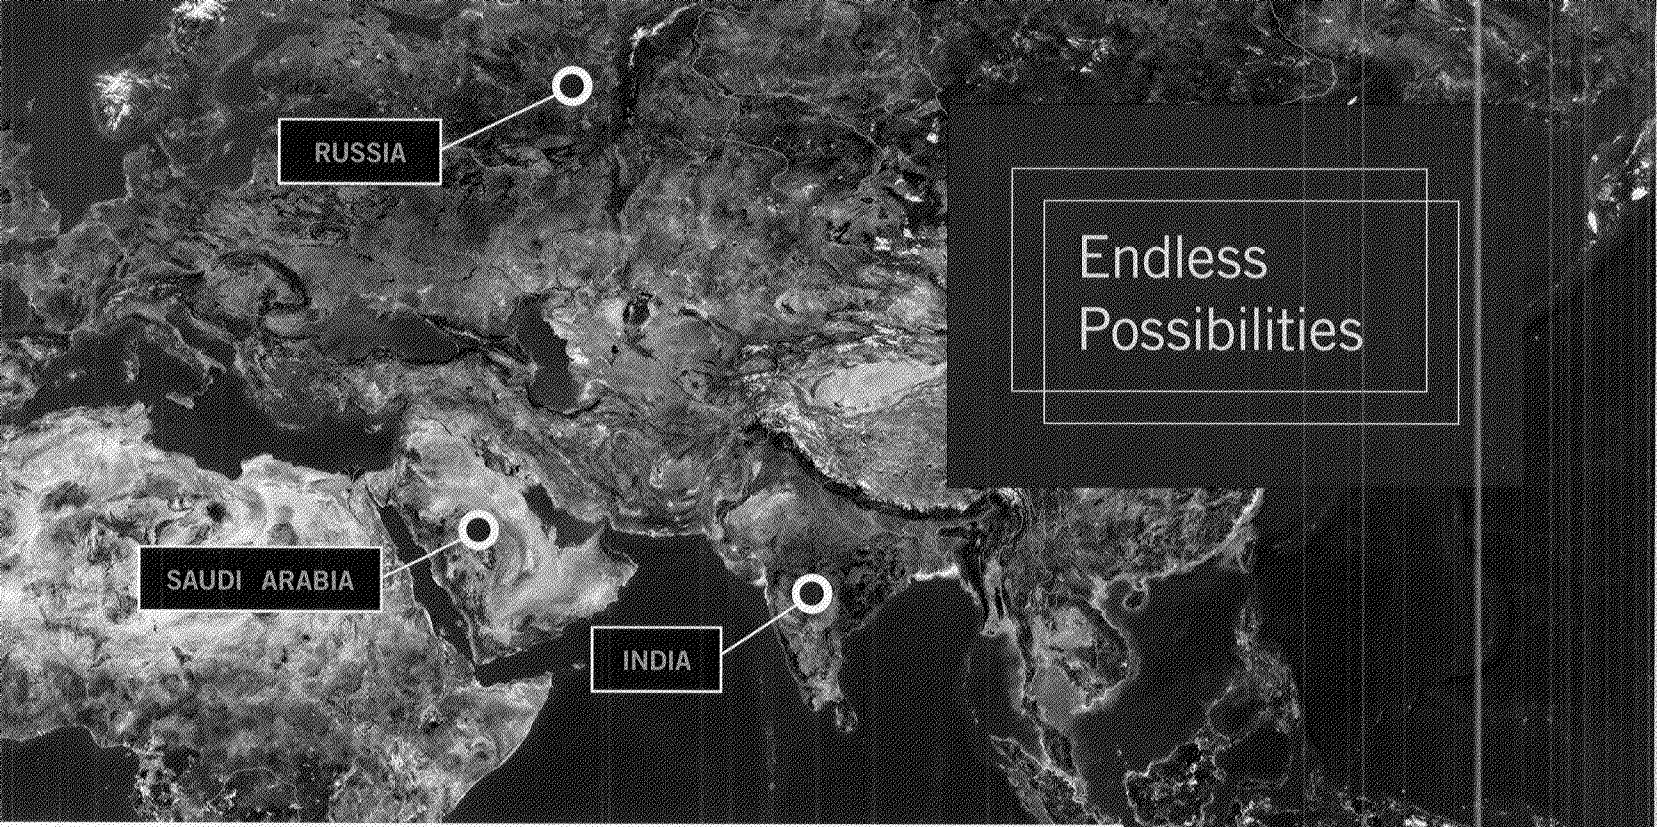 RUSSIA
Endless
Possibilities
SAUDI ARABIA
INDIA